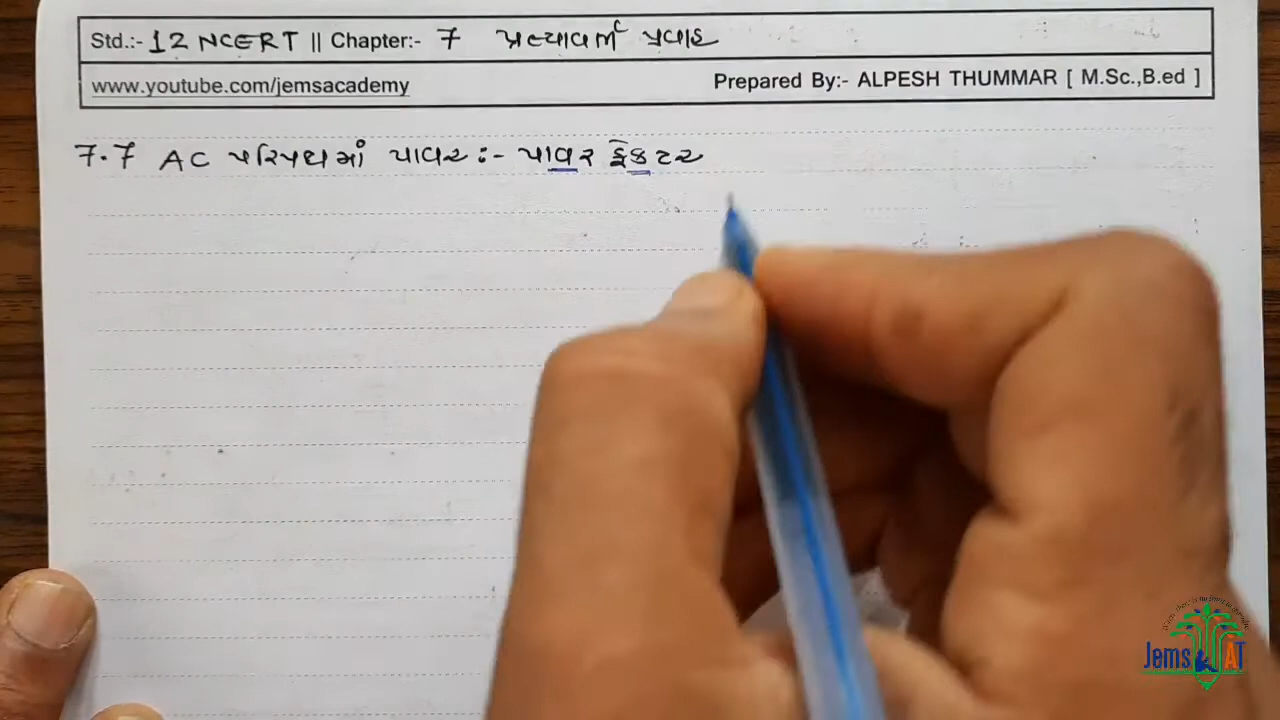 Std.:- 12 NCERT || Chapter:- 7 પ્રત્યાવર્તી પ્રવાહ
www.youtube.com/jemsacademy Prepared By:- ALPESH THUMMAR [ M.Sc.,B.ed ]
7.7 AC પરિપથમાં પાવર :- પાવર ફેક્ટર
Jems AT